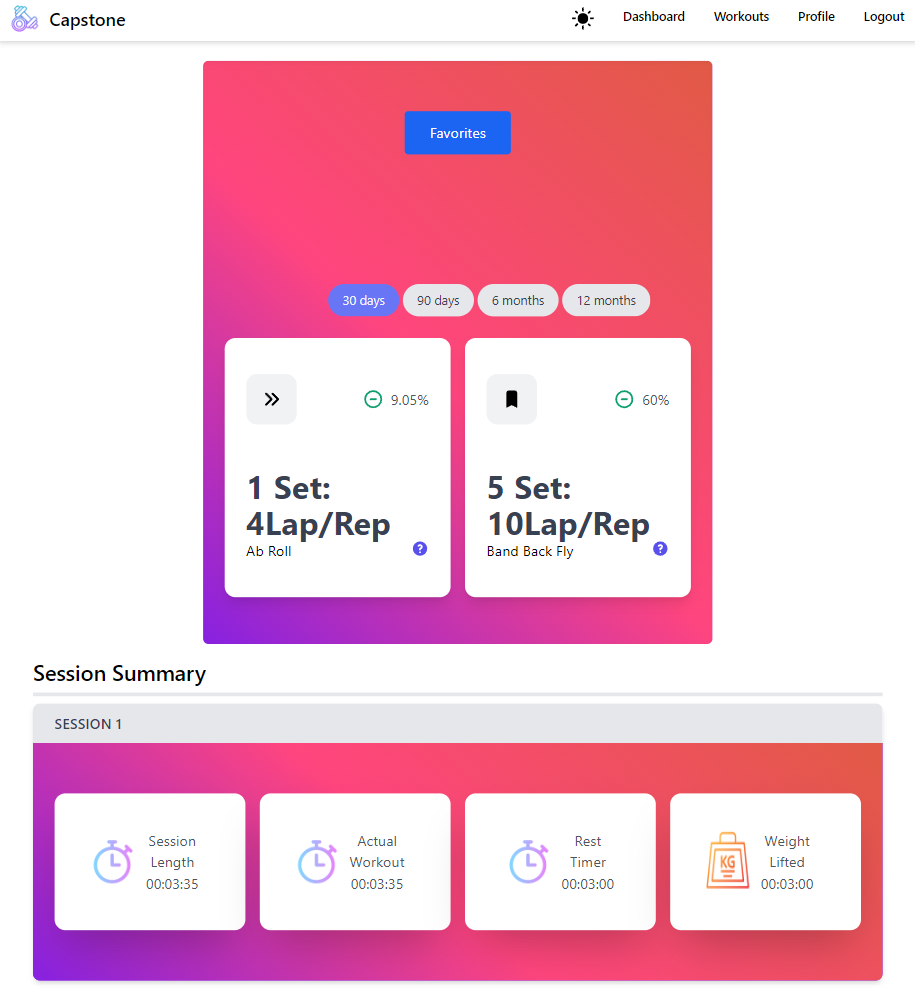 Capstone
Dashboard
Workouts
Profile
Logout
Favorites
30 days
90 days
6 months
12 months
9.05%
1 Set:
4Lap/Rep
Ab Roll
?
60%
5 Set:
10Lap/Rep
Band Back Fly
?
Session Summary
SESSION 1
Session
Length
00:03:35
Actual
Workout
00:03:35
Rest
Timer
00:03:00
KG
Weight
Lifted
00:03:00